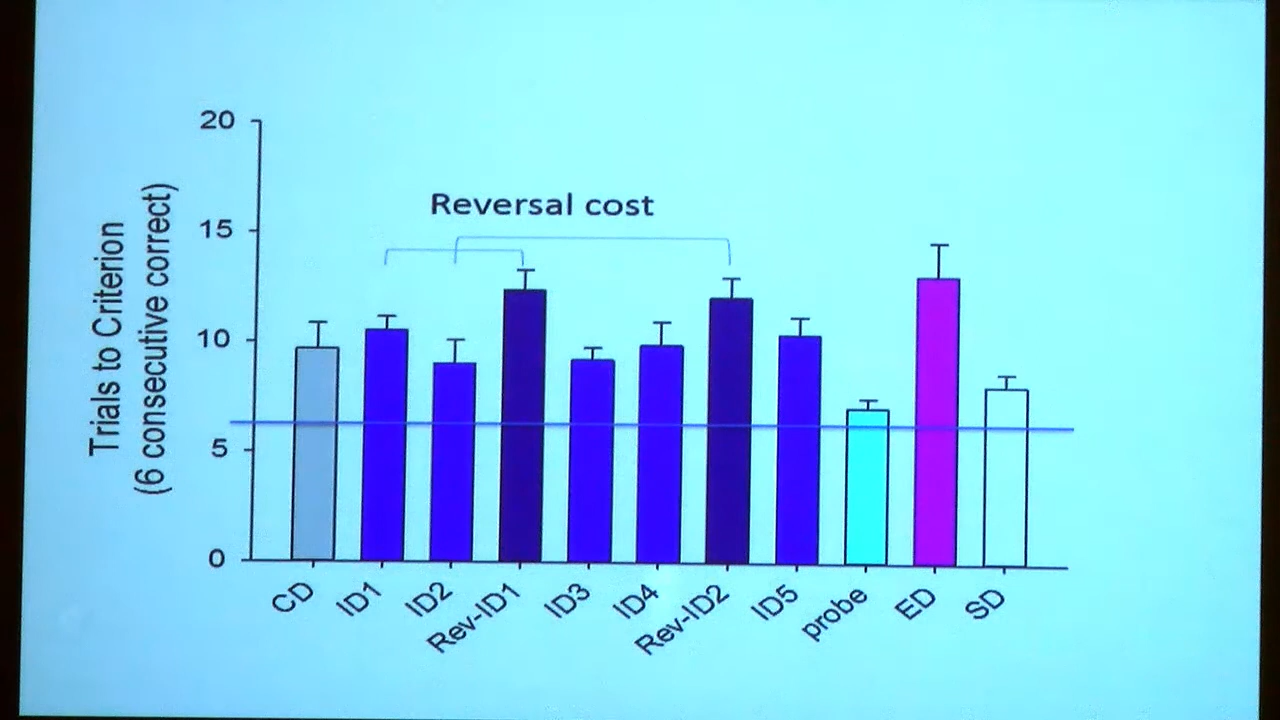 Reversal cost
Trials to Criterion
(6 consecutive correct)
20
15
10
5
0
CD
ID1
ID2
Rev-ID1
ID3
ID4
Rev-ID2
ID5
probe
ED
SD